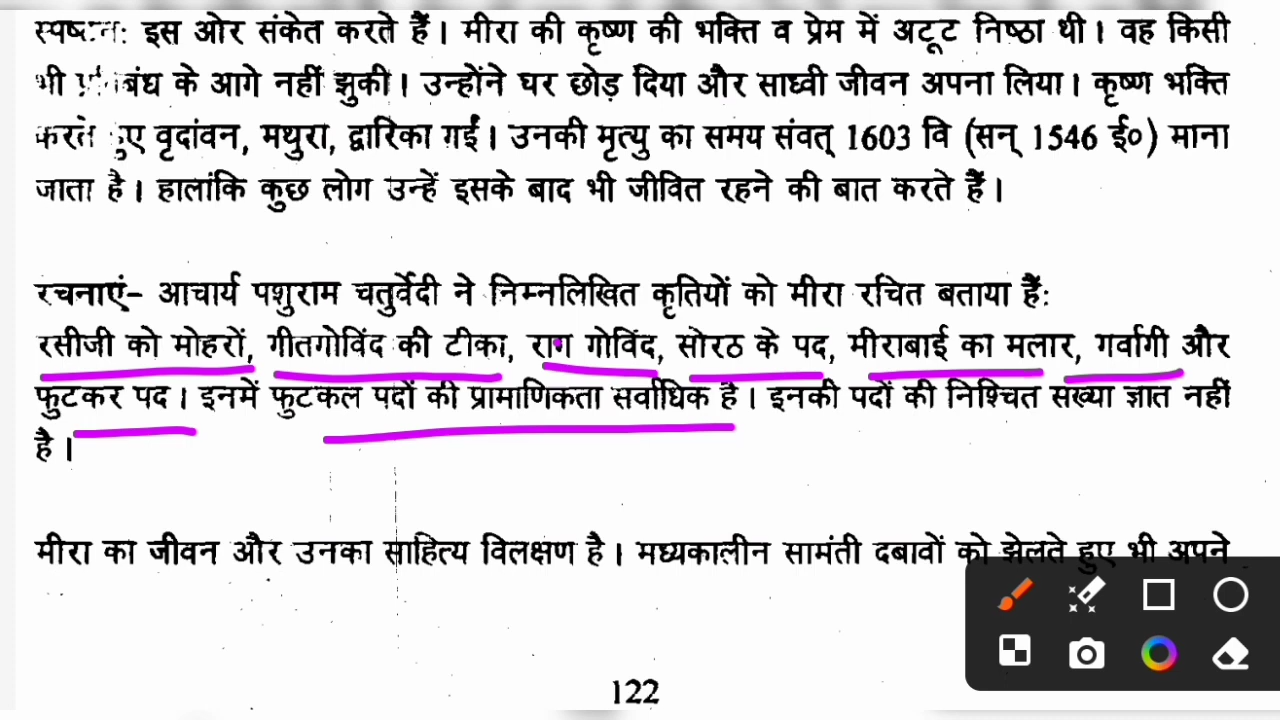 इस ओर संकेत करते हैं। मीरा की कृष्ण की भक्ति व प्रेम में अटूट निष्ठा थी। वह किसी
भी के आगे नहीं झुकी। उन्होंने घर छोड़ दिया और साध्वी जीवन अपना लिया। कृष्ण भक्ति
करते हुए वृदांवन, मथुरा, द्वारिका गईं। उनकी मृत्यु का समय संवत् 1603 वि (सन् 1546 ई०) माना
जाता है। हालांकि कुछ लोग उन्हें इसके बाद भी जीवित रहने की बात करते हैं।
रचनाएं- आचार्य पशुराम चतुर्वेदी ने निम्नलिखित कृतियों को मीरा रचित बताया हैं:
रसीजी को मोहरों, गीतगोविंद की टीका, राग गोविंद, सोरठ के पद, मीराबाई का मलार, गर्वागी और
फुटकर पद। इनमें फुटकल पदों की प्रामाणिकता सर्वाधिक है। इनकी पदों की निश्चित संख्या ज्ञात नहीं
है।
मीरा का जीवन और उनका साहित्य विलक्षण है। मध्यकालीन सामंती दबावों को झेलते हुए भी अपने
122